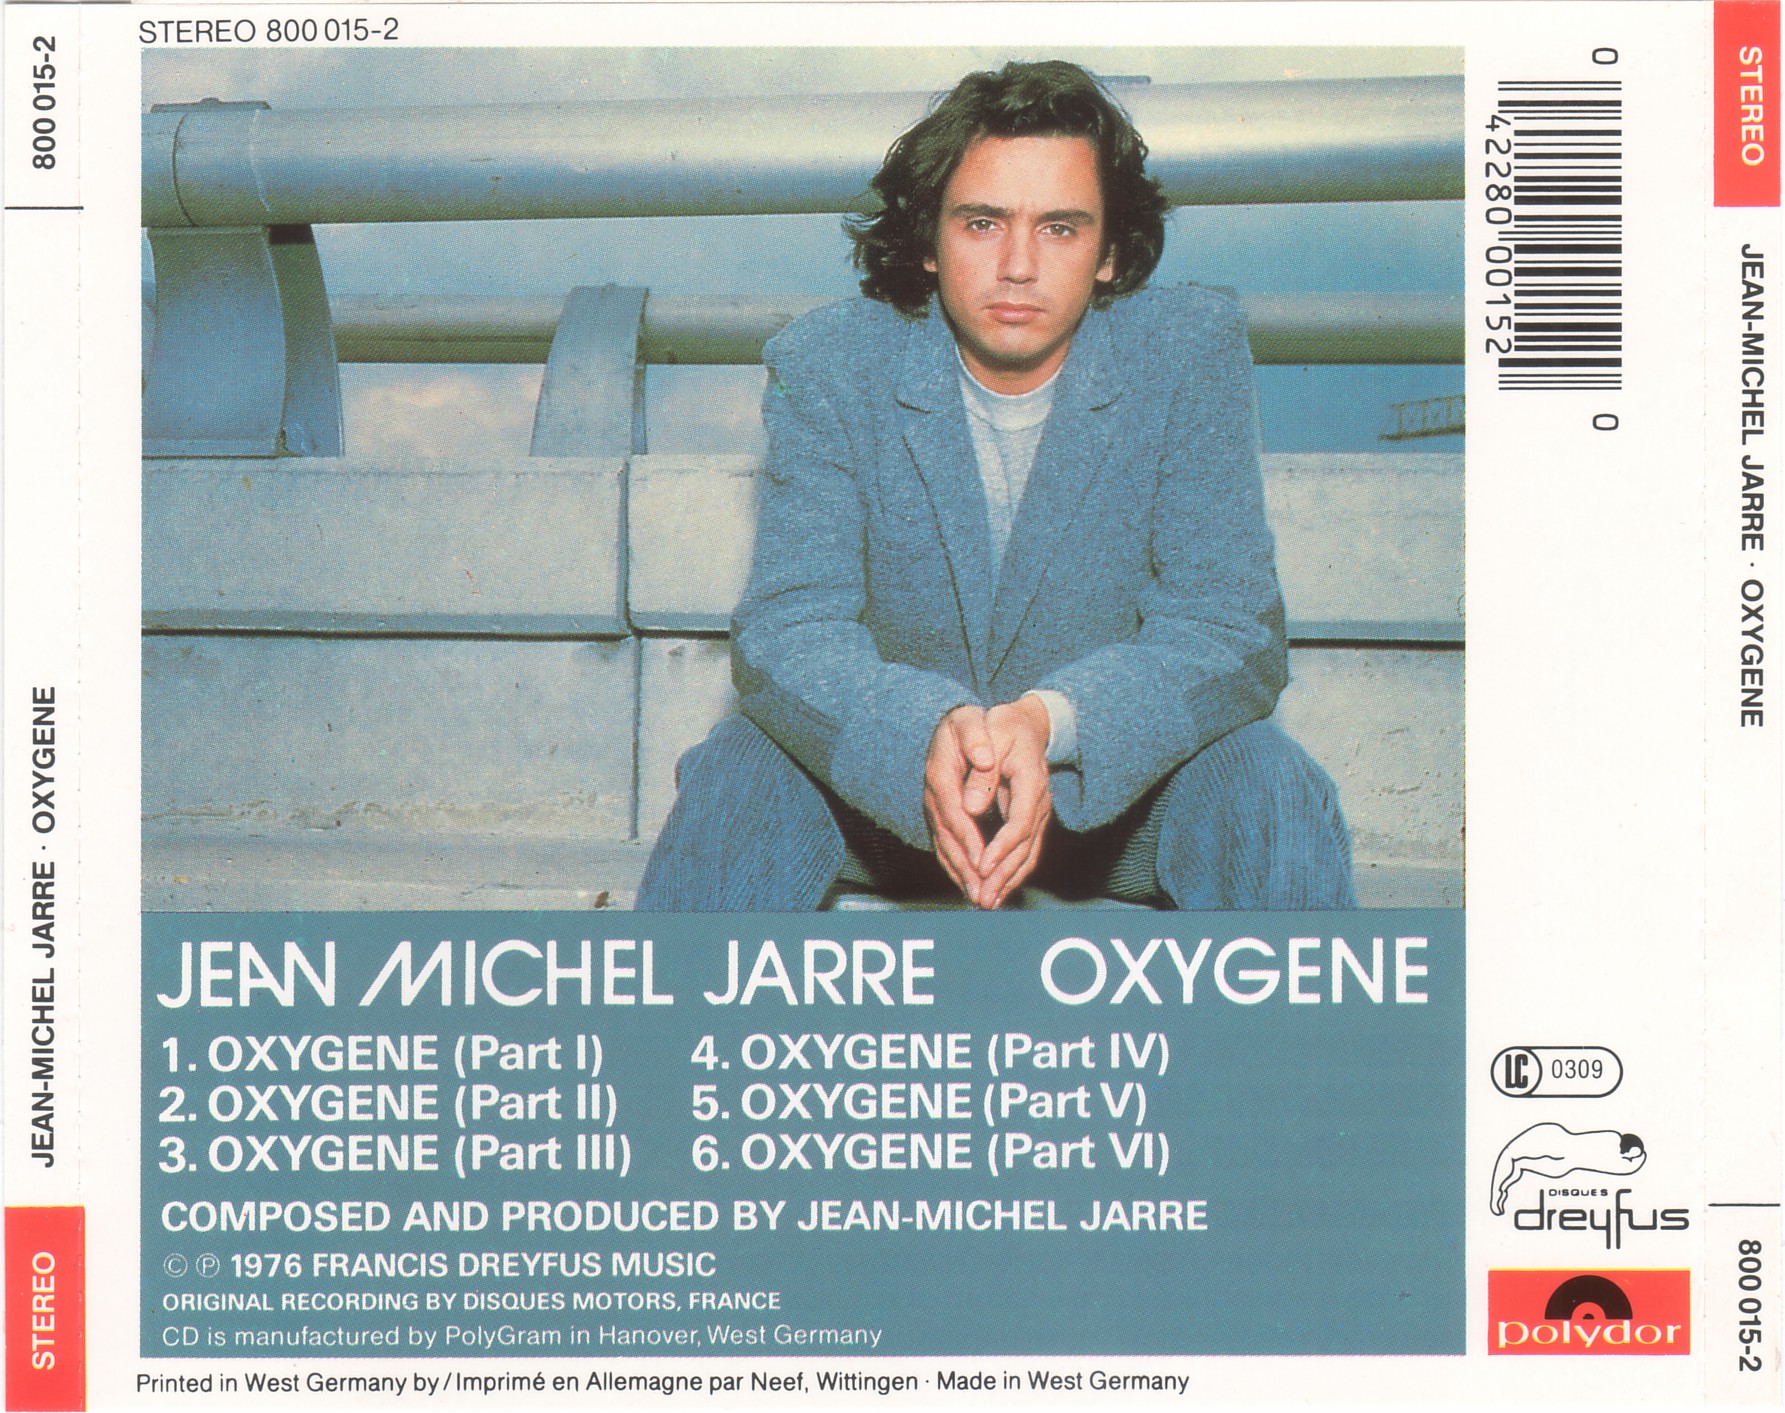 STEREO 800 015-2
800 015-2
JEAN-MICHEL JARRE · OXYGENE
STEREO
JEAN MICHEL JARRE OXYGENE
1. OXYGENE (Part I)
2. OXYGENE (Part II)
3. OXYGENE (Part III)
4. OXYGENE (Part IV)
5. OXYGENE (Part V)
6. OXYGENE (Part VI)
COMPOSED AND PRODUCED BY JEAN-MICHEL JARRE
© ℗ 1976 FRANCIS DREYFUS MUSIC
ORIGINAL RECORDING BY DISQUES MOTORS, FRANCE
CD is manufactured by PolyGram in Hanover, West Germany
Printed in West Germany by / Imprimé en Allemagne par Neef, Wittingen · Made in West Germany
0 42280 00152 0
LC 0309
DISQUES
dreyfus
polydor
STEREO
JEAN-MICHEL JARRE · OXYGENE
800 015-2